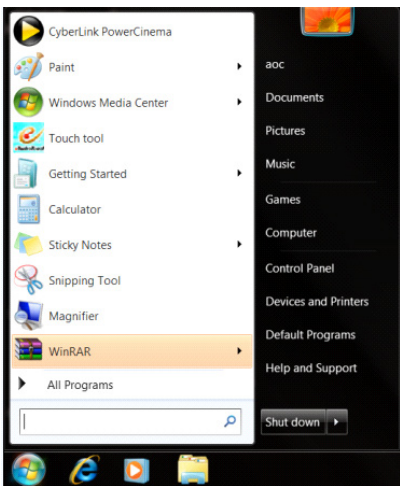 CyberLink PowerCinema
Paint
Windows Media Center
Touch tool
Getting Started
Calculator
Sticky Notes
Snipping Tool
Magnifier
WinRAR
All Programs
aoc
Documents
Pictures
Music
Games
Computer
Control Panel
Devices and Printers
Default Programs
Help and Support
Shut down